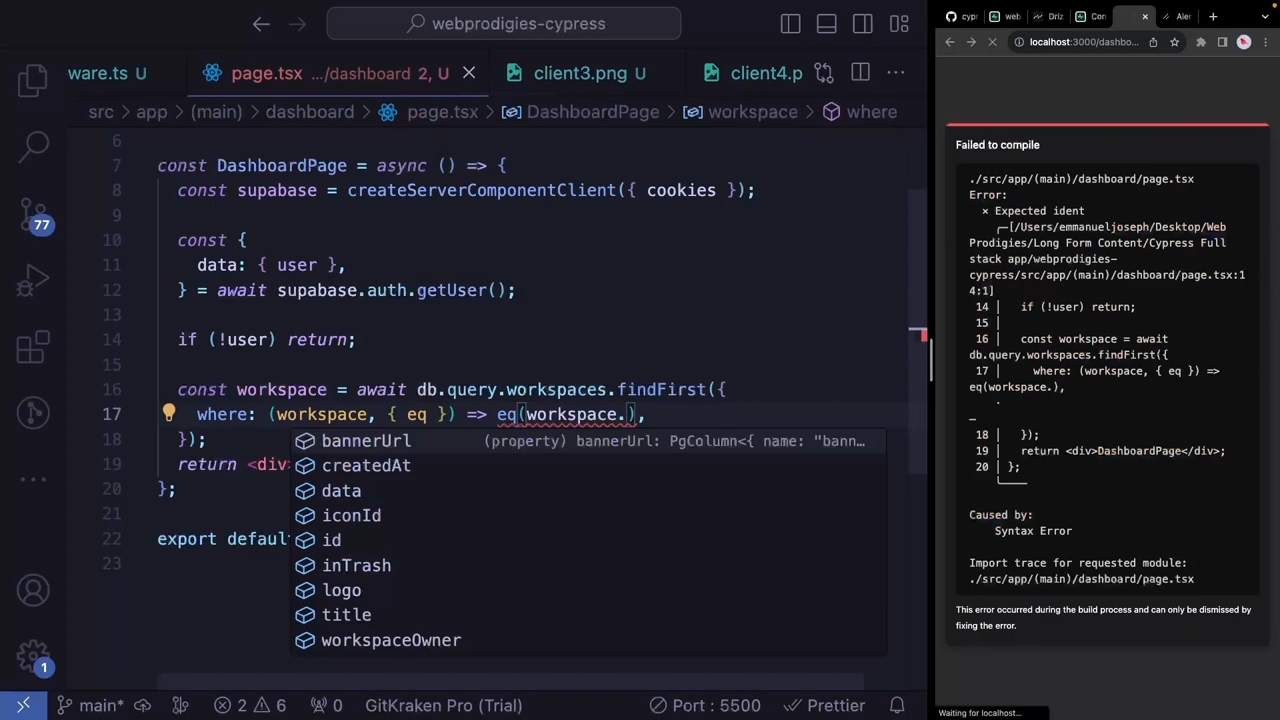 webprodigies-cypress
ware.ts U
page.tsx .../dashboard 2, U
client3.png U
client4.p
src
app
(main)
dashboard
page.tsx
DashboardPage
workspace
where
6
7 const DashboardPage = async () => {
8 const supabase = createServerComponentClient({ cookies });
9
10 const {
11 data: { user },
12 } = await supabase.auth.getUser();
13
14 if (!user) return;
15
16 const workspace = await db.query.workspaces.findFirst({
17 where: (workspace, { eq }) => eq(workspace.),
18 });
19 return <div>
20 };
21
22 export default
23
bannerUrl (property) bannerUrl: PgColumn<{ name: "bann…
createdAt
data
iconId
id
inTrash
logo
title
workspaceOwner
77
1
main*
2 6
0
GitKraken Pro (Trial)
Port : 5500
Prettier
cypr
web
Driz
Con
Aler
localhost:3000/dashbo...
Failed to compile
./src/app/(main)/dashboard/page.tsx
Error:
× Expected ident
╭─[/Users/emmanueljoseph/Desktop/Web
Prodigies/Long Form Content/Cypress Full
stack app/webprodigies-
cypress/src/app/(main)/dashboard/page.tsx:1
4:1]
14 │ if (!user) return;
15 │
16 │ const workspace = await
db.query.workspaces.findFirst({
17 │ where: (workspace, { eq }) =>
eq(workspace.),
·
─
18 │ });
19 │ return <div>DashboardPage</div>;
20 │ };
╰────
Caused by:
Syntax Error
Import trace for requested module:
./src/app/(main)/dashboard/page.tsx
This error occurred during the build process and can only be dismissed by
fixing the error.
Waiting for localhost...